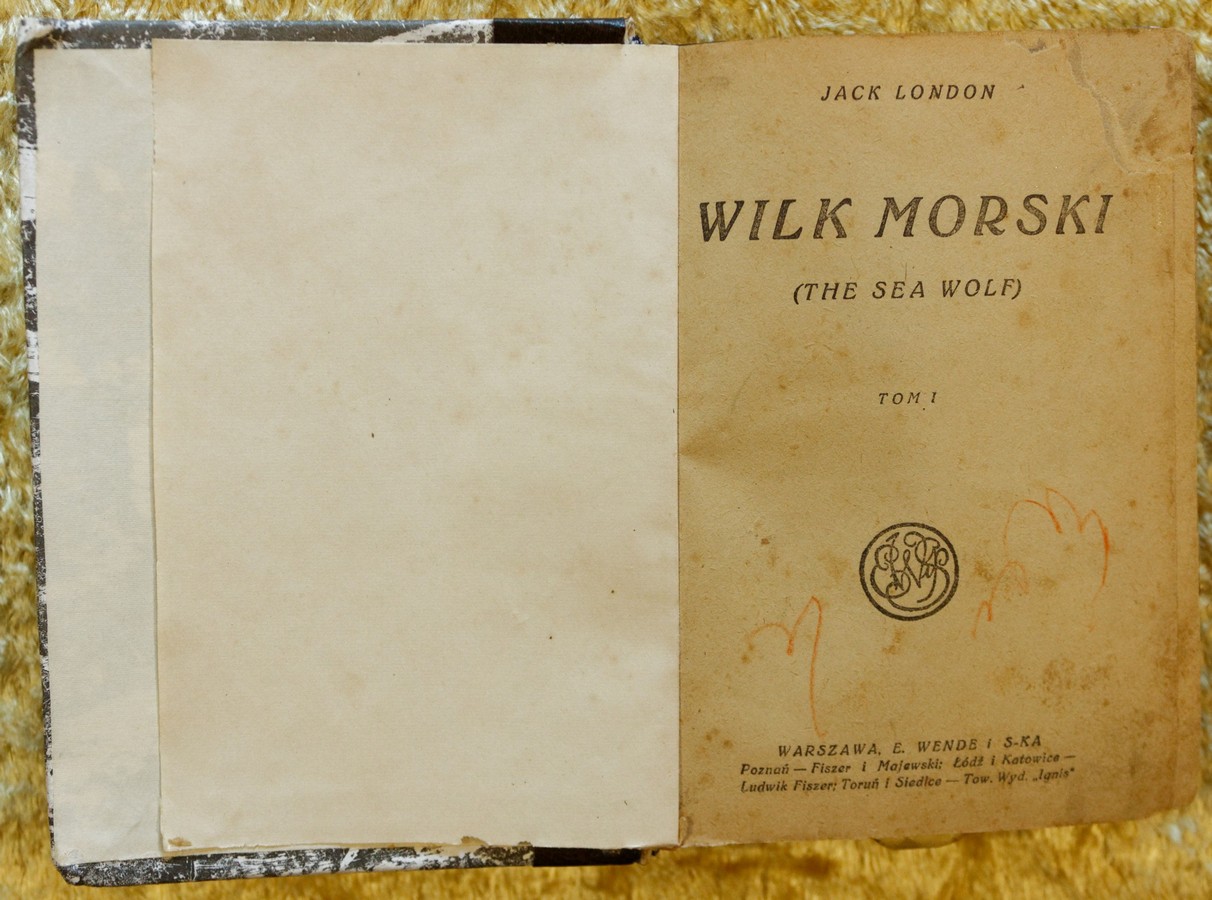 JACK LONDON
WILK MORSKI
(THE SEA WOLF)
TOM I
WARSZAWA, E. WENDE I S-KA
Poznań — Fiszer i Majewski; Łódź i Katowice —
Ludwik Fiszer; Toruń i Siedlce — Tow. Wyd. „Ignis"